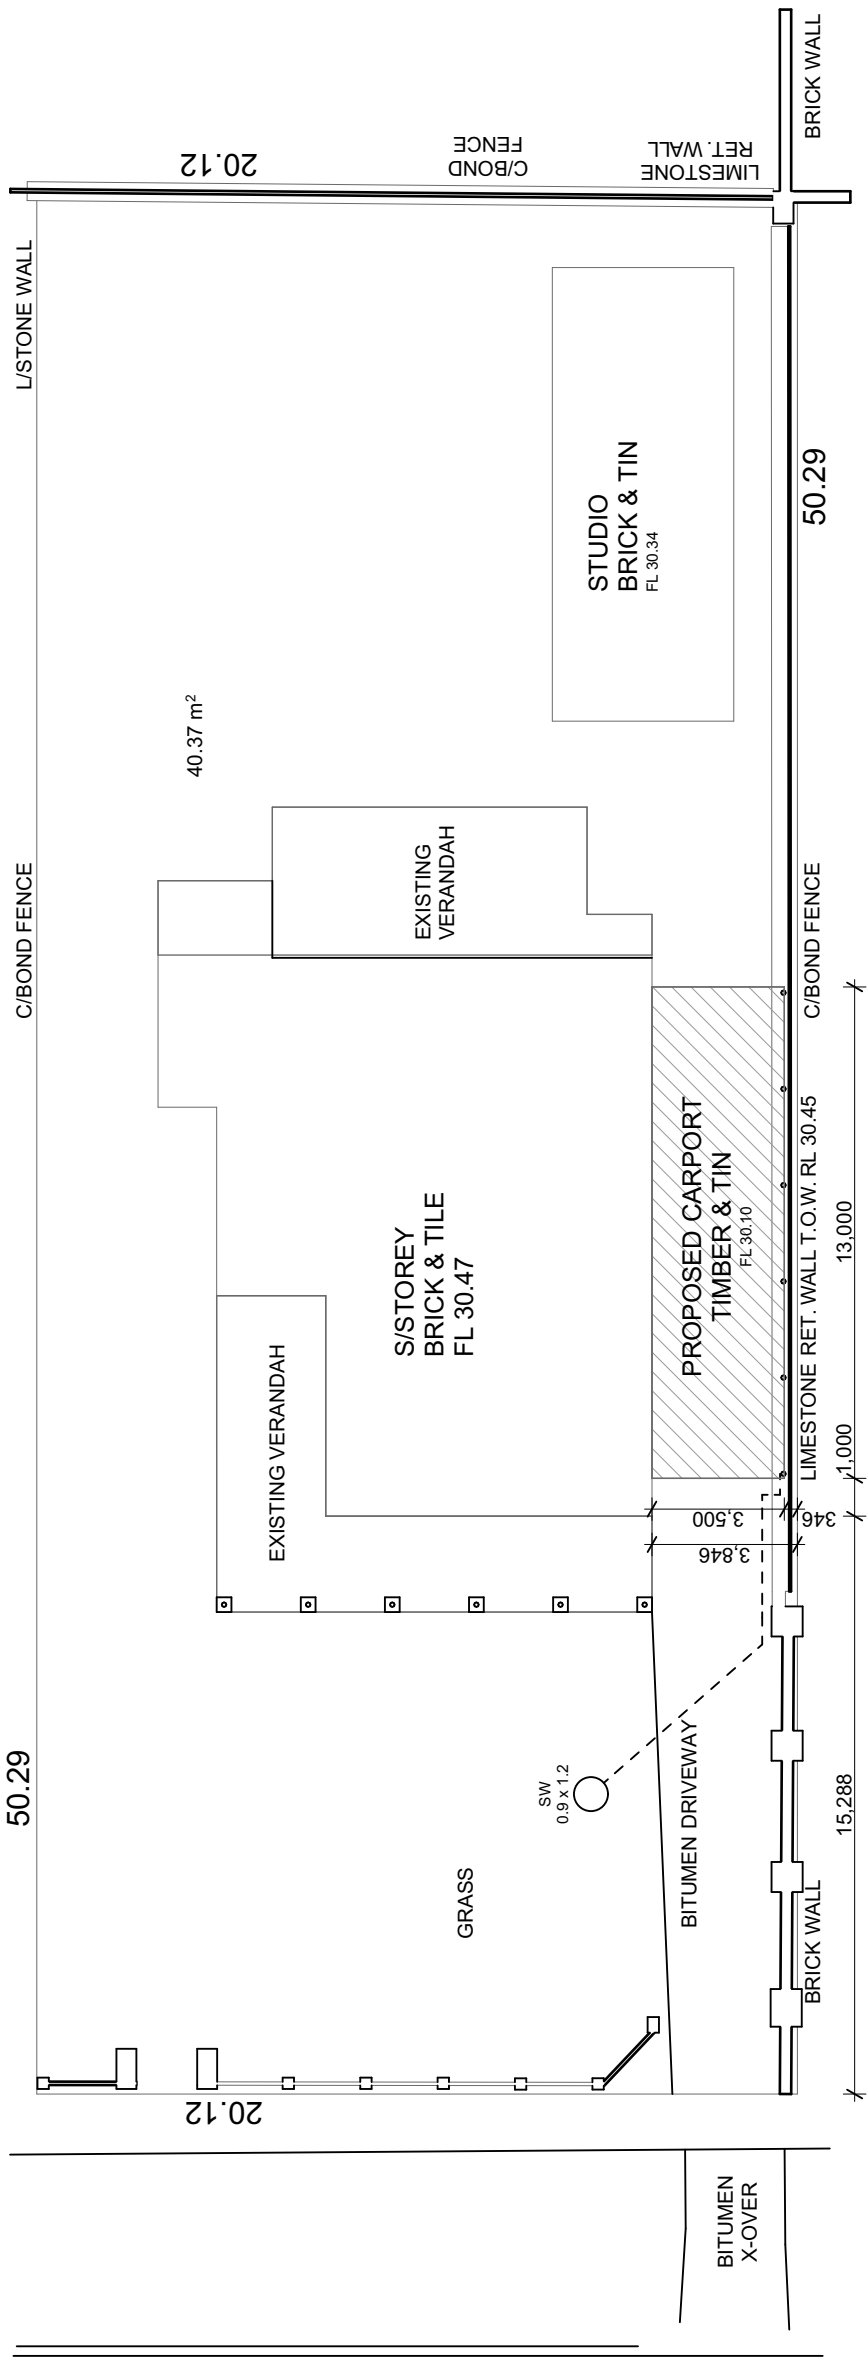 BRICK WALL
20.12
C/BOND
FENCE
LIMESTONE
RET. WALL
L/STONE WALL
50.29
STUDIO
BRICK & TIN
FL 30.34
40.37 m²
C/BOND FENCE
EXISTING
VERANDAH
C/BOND FENCE
PROPOSED CARPORT
TIMBER & TIN
FL 30.10
LIMESTONE RET. WALL T.O.W. RL 30.45
13,000
S/STOREY
BRICK & TILE
FL 30.47
EXISTING VERANDAH
1,000
3,500
346
3,846
50.29
SW
0.9 x 1.2
BITUMEN DRIVEWAY
15,288
GRASS
BRICK WALL
20.12
BITUMEN
X-OVER